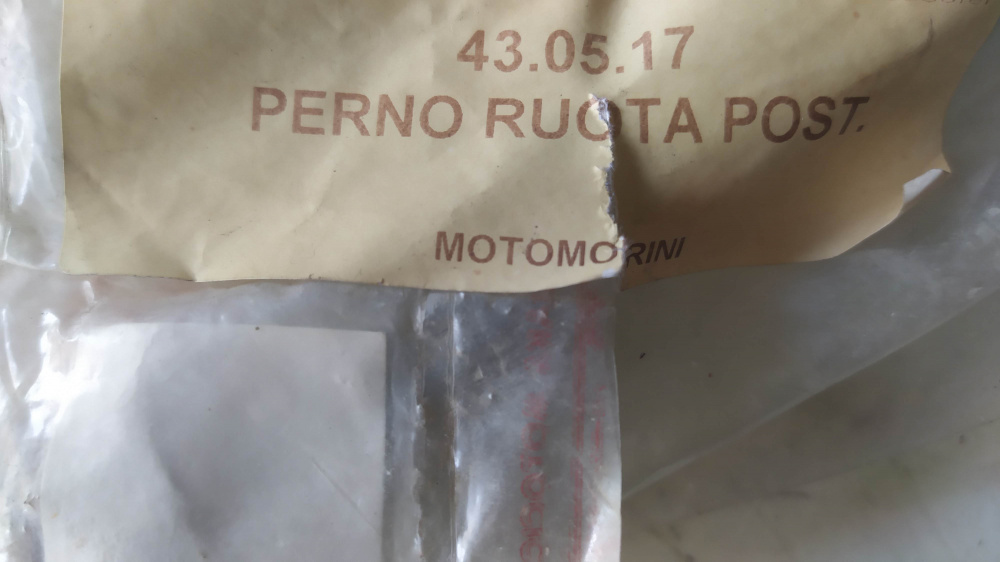 43.05.17
PERNO RUOTA POST.
MOTOMORINI